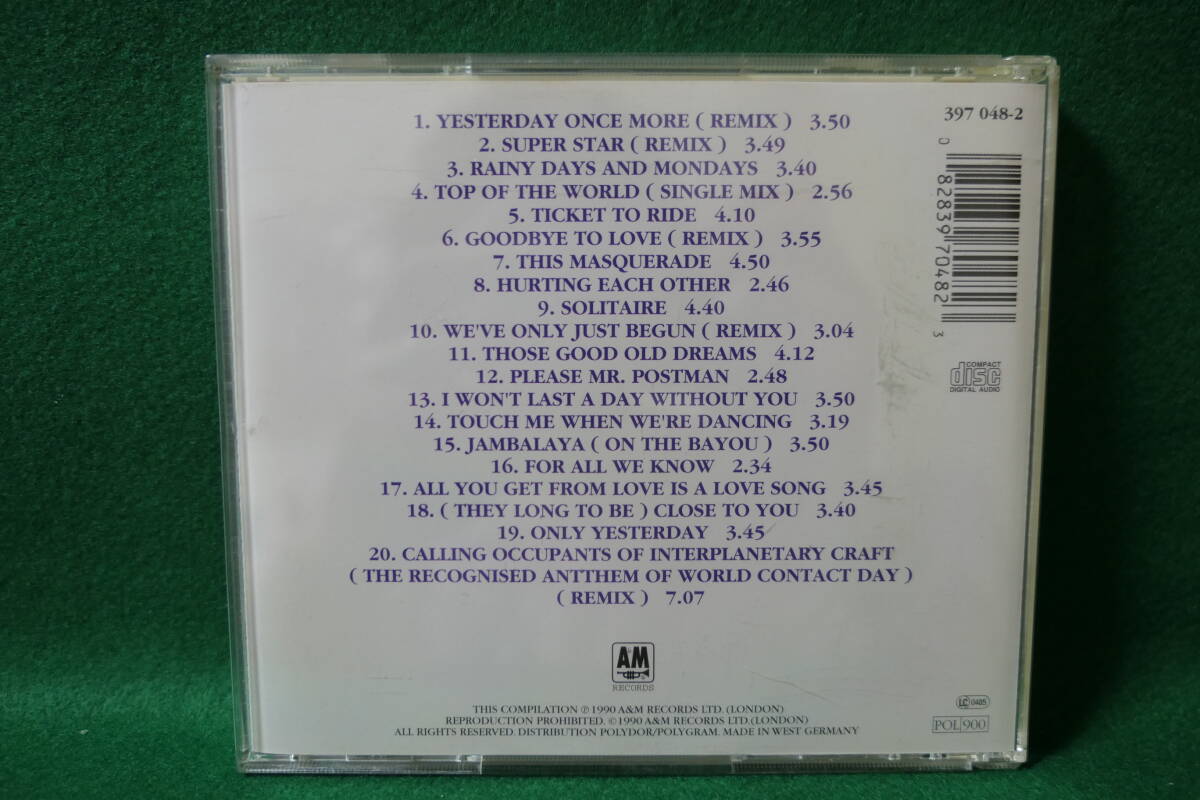 1. YESTERDAY ONCE MORE ( REMIX ) 3.50
2. SUPER STAR ( REMIX ) 3.49
3. RAINY DAYS AND MONDAYS 3.40
4. TOP OF THE WORLD ( SINGLE MIX ) 2.56
5. TICKET TO RIDE 4.10
6. GOODBYE TO LOVE ( REMIX ) 3.55
7. THIS MASQUERADE 4.50
8. HURTING EACH OTHER 2.46
9. SOLITAIRE 4.40
10. WE'VE ONLY JUST BEGUN ( REMIX ) 3.04
11. THOSE GOOD OLD DREAMS 4.12
12. PLEASE MR. POSTMAN 2.48
13. I WON'T LAST A DAY WITHOUT YOU 3.50
14. TOUCH ME WHEN WE'RE DANCING 3.19
15. JAMBALAYA ( ON THE BAYOU ) 3.50
16. FOR ALL WE KNOW 2.34
17. ALL YOU GET FROM LOVE IS A LOVE SONG 3.45
18. ( THEY LONG TO BE ) CLOSE TO YOU 3.40
19. ONLY YESTERDAY 3.45
20. CALLING OCCUPANTS OF INTERPLANETARY CRAFT
( THE RECOGNISED ANTTHEM OF WORLD CONTACT DAY )
( REMIX ) 7.07
397 048-2
0 82839 70482 3
COMPACT
disc
DIGITAL AUDIO
A&M
RECORDS
THIS COMPILATION ℗ 1990 A&M RECORDS LTD. (LONDON)
REPRODUCTION PROHIBITED. © 1990 A&M RECORDS LTD. (LONDON)
ALL RIGHTS RESERVED. DISTRIBUTION POLYDOR/POLYGRAM. MADE IN WEST GERMANY
LC 0485
POL 900